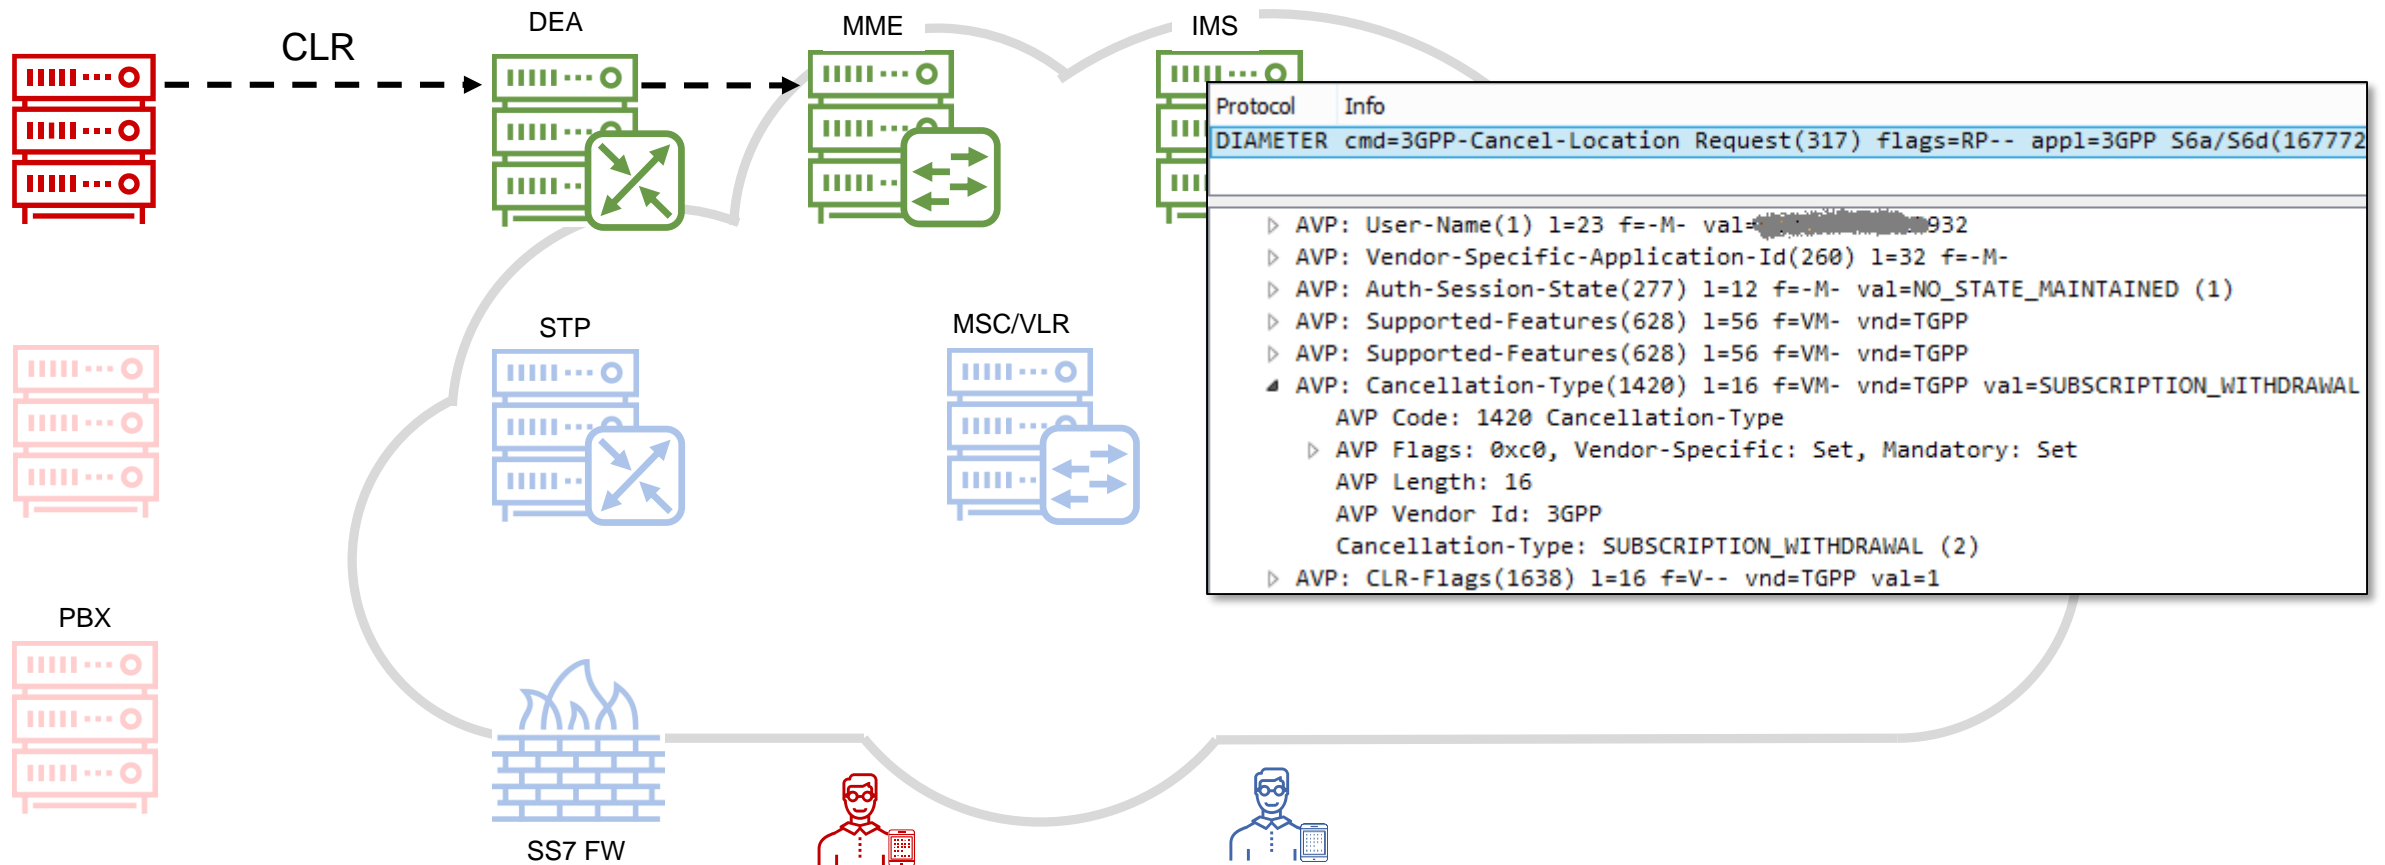 DEA
MME
IMS
CLR
Protocol Info
DIAMETER cmd=3GPP-Cancel-Location Request(317) flags=RP-- appl=3GPP S6a/S6d(167772
AVP: User-Name(1) l=23 f=-M- val= 932
AVP: Vendor-Specific-Application-Id(260) l=32 f=-M-
AVP: Auth-Session-State(277) l=12 f=-M- val=NO_STATE_MAINTAINED (1)
AVP: Supported-Features(628) l=56 f=VM- vnd=TGPP
AVP: Supported-Features(628) l=56 f=VM- vnd=TGPP
AVP: Cancellation-Type(1420) l=16 f=VM- vnd=TGPP val=SUBSCRIPTION_WITHDRAWAL
AVP Code: 1420 Cancellation-Type
AVP Flags: 0xc0, Vendor-Specific: Set, Mandatory: Set
AVP Length: 16
AVP Vendor Id: 3GPP
Cancellation-Type: SUBSCRIPTION_WITHDRAWAL (2)
AVP: CLR-Flags(1638) l=16 f=V-- vnd=TGPP val=1
STP
MSC/VLR
PBX
SS7 FW